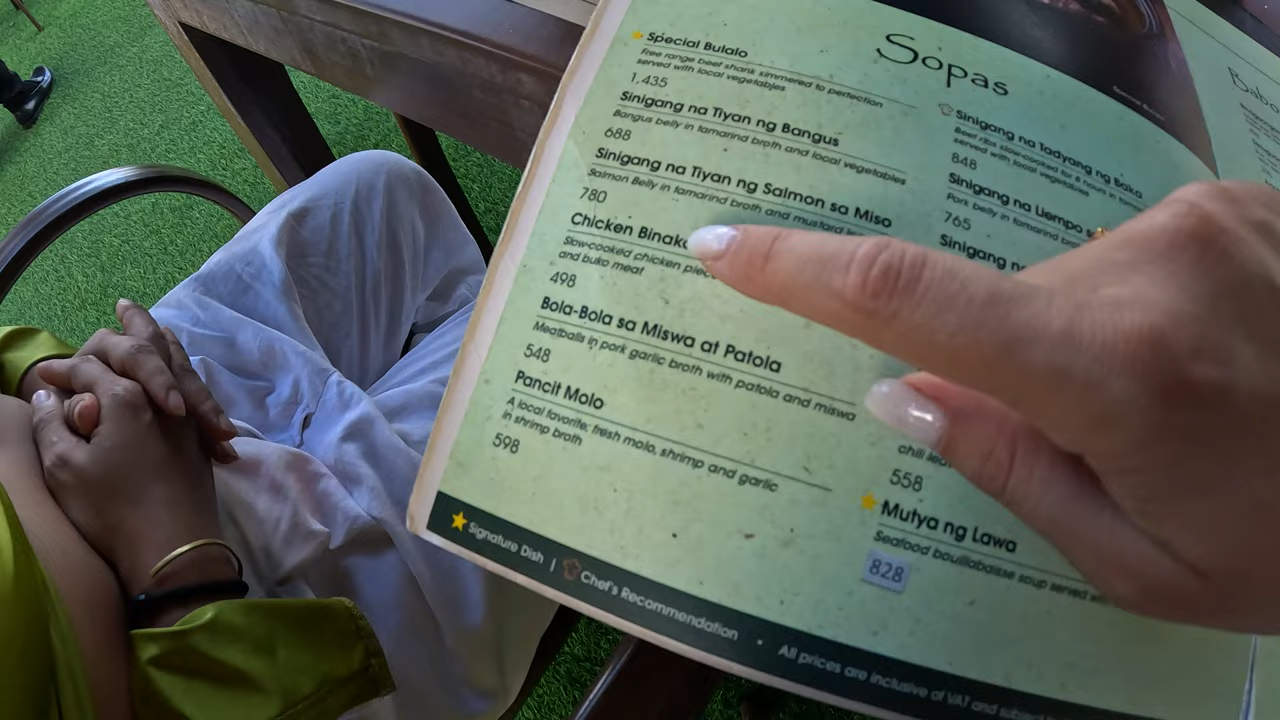 Sopas
Special Bulalo
Free range beef shank simmered to perfection
served with local vegetables
1,435
Sinigang na Tiyan ng Bangus
Bangus belly in tamarind broth and local vegetables
688
Sinigang na Tiyan ng Salmon sa Miso
Salmon Belly in tamarind broth and mustard
780
Chicken
Slow-cooked chicken
and buko meat
498
Bola-Bola sa Miswa at Patola
Meatballs in pork garlic broth with patola and miswa
548
Pancit Molo
A local favorite; fresh molo, shrimp and garlic
in shrimp broth
598
Sinigang na Tadyang ng Baka
Beef ribs slow-cooked for 8 hours in
served with local vegetables
848
Sinigang na Liempo
Pork belly in tamarind
765
Sinigang
chili
558
Mutya ng Lawa
Seafood bouillabaisse soup served
828
Signature Dish | Chef's Recommendation • All prices are inclusive of VAT and